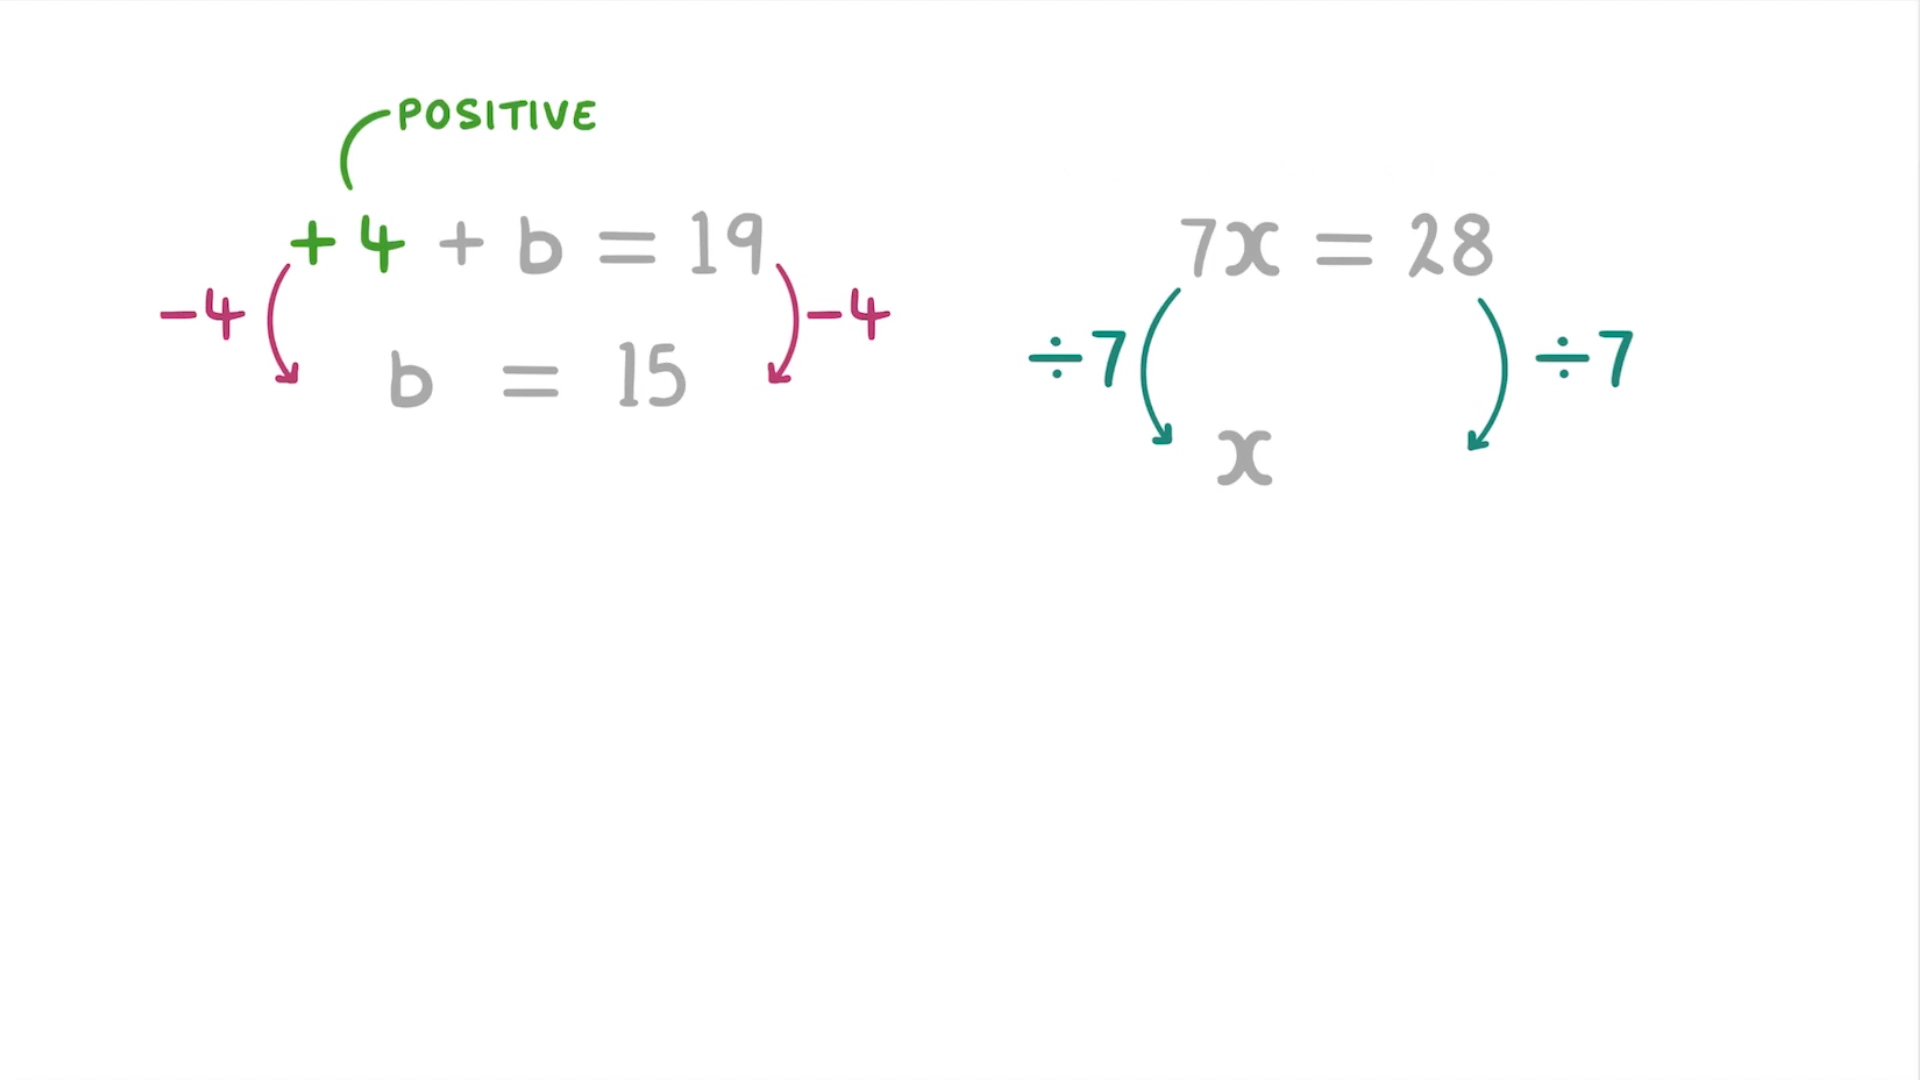 POSITIVE
+ 4 + b = 19
-4 -4
b = 15
7x = 28
÷7 ÷7
x